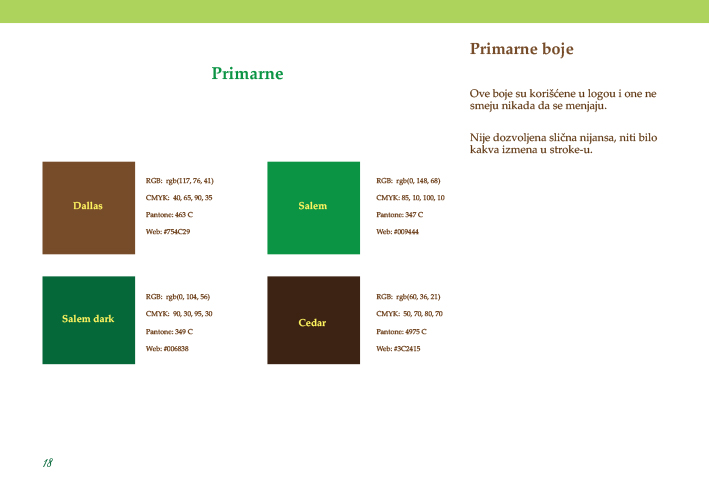 Primarne boje
Primarne
Ove boje su korišćene u logou i one ne
smeju nikada da se menjaju.
Nije dozvoljena slična nijansa, niti bilo
kakva izmena u stroke-u.
Dallas
RGB: rgb(117, 76, 41)
CMYK: 40, 65, 90, 35
Pantone: 463 C
Web: #754C29
Salem
RGB: rgb(0, 148, 68)
CMYK: 85, 10, 100, 10
Pantone: 347 C
Web: #009444
Salem dark
RGB: rgb(0, 104, 56)
CMYK: 90, 30, 95, 30
Pantone: 349 C
Web: #006838
Cedar
RGB: rgb(60, 36, 21)
CMYK: 50, 70, 80, 70
Pantone: 4975 C
Web: #3C2415
18